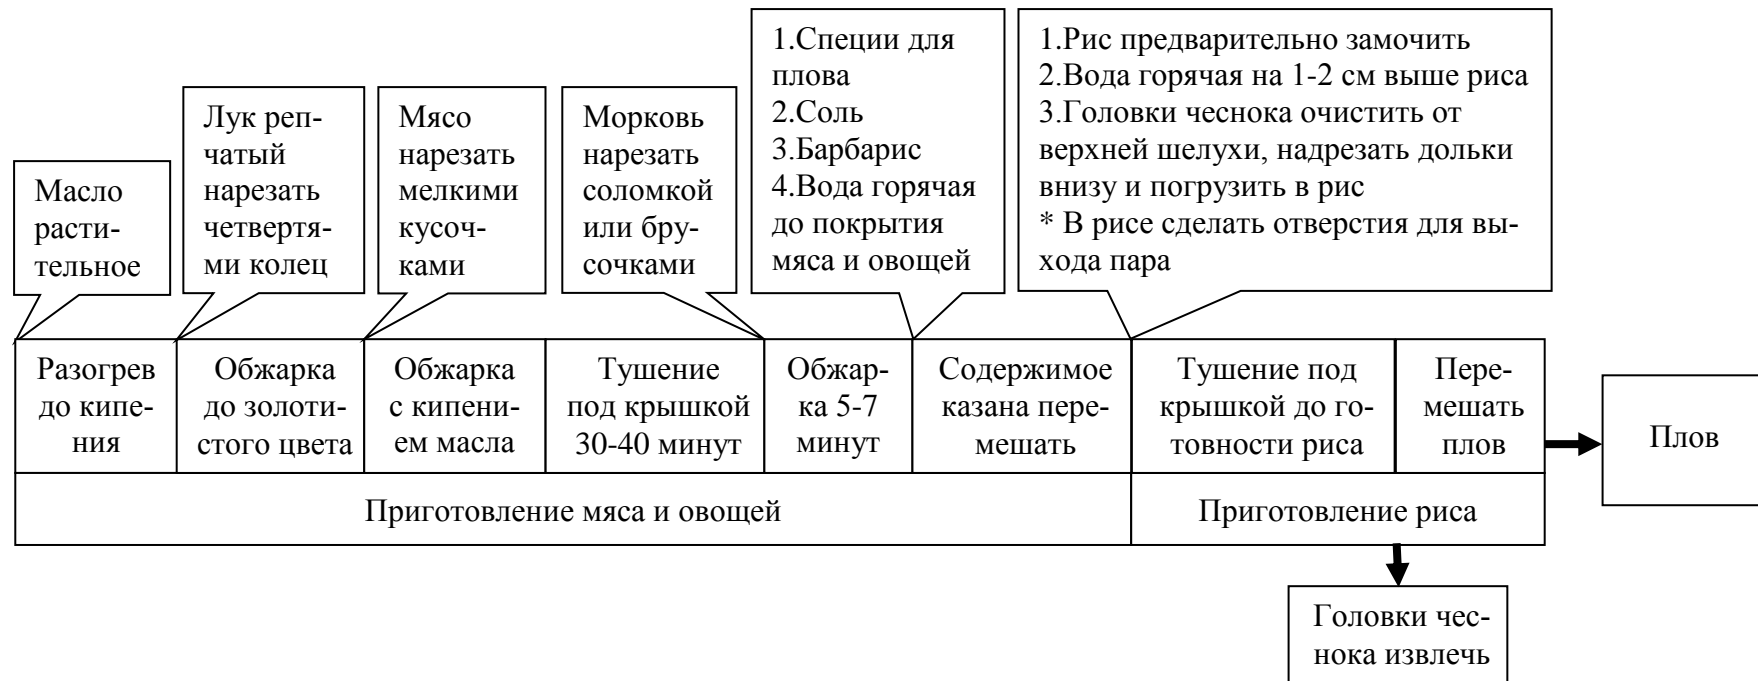 Масло
расти-
тельное
Лук реп-
чатый
нарезать
четвертя-
ми колец
Мясо
нарезать
мелкими
кусоч-
ками
Морковь
нарезать
соломкой
или бру-
сочками
1.Специи для
плова
2.Соль
3.Барбарис
4.Вода горячая
до покрытия
мяса и овощей
1.Рис предварительно замочить
2.Вода горячая на 1-2 см выше риса
3.Головки чеснока очистить от
верхней шелухи, надрезать дольки
внизу и погрузить в рис
* В рисе сделать отверстия для вы-
хода пара
Разогрев
до кипе-
ния
Обжарка
до золоти-
стого цвета
Обжарка
с кипени-
ем масла
Тушение
под крышкой
30-40 минут
Обжар-
ка 5-7
минут
Содержимое
казана пере-
мешать
Тушение под
крышкой до го-
товности риса
Пере-
мешать
плов
Плов
Приготовление мяса и овощей
Приготовление риса
Головки чес-
нока извлечь